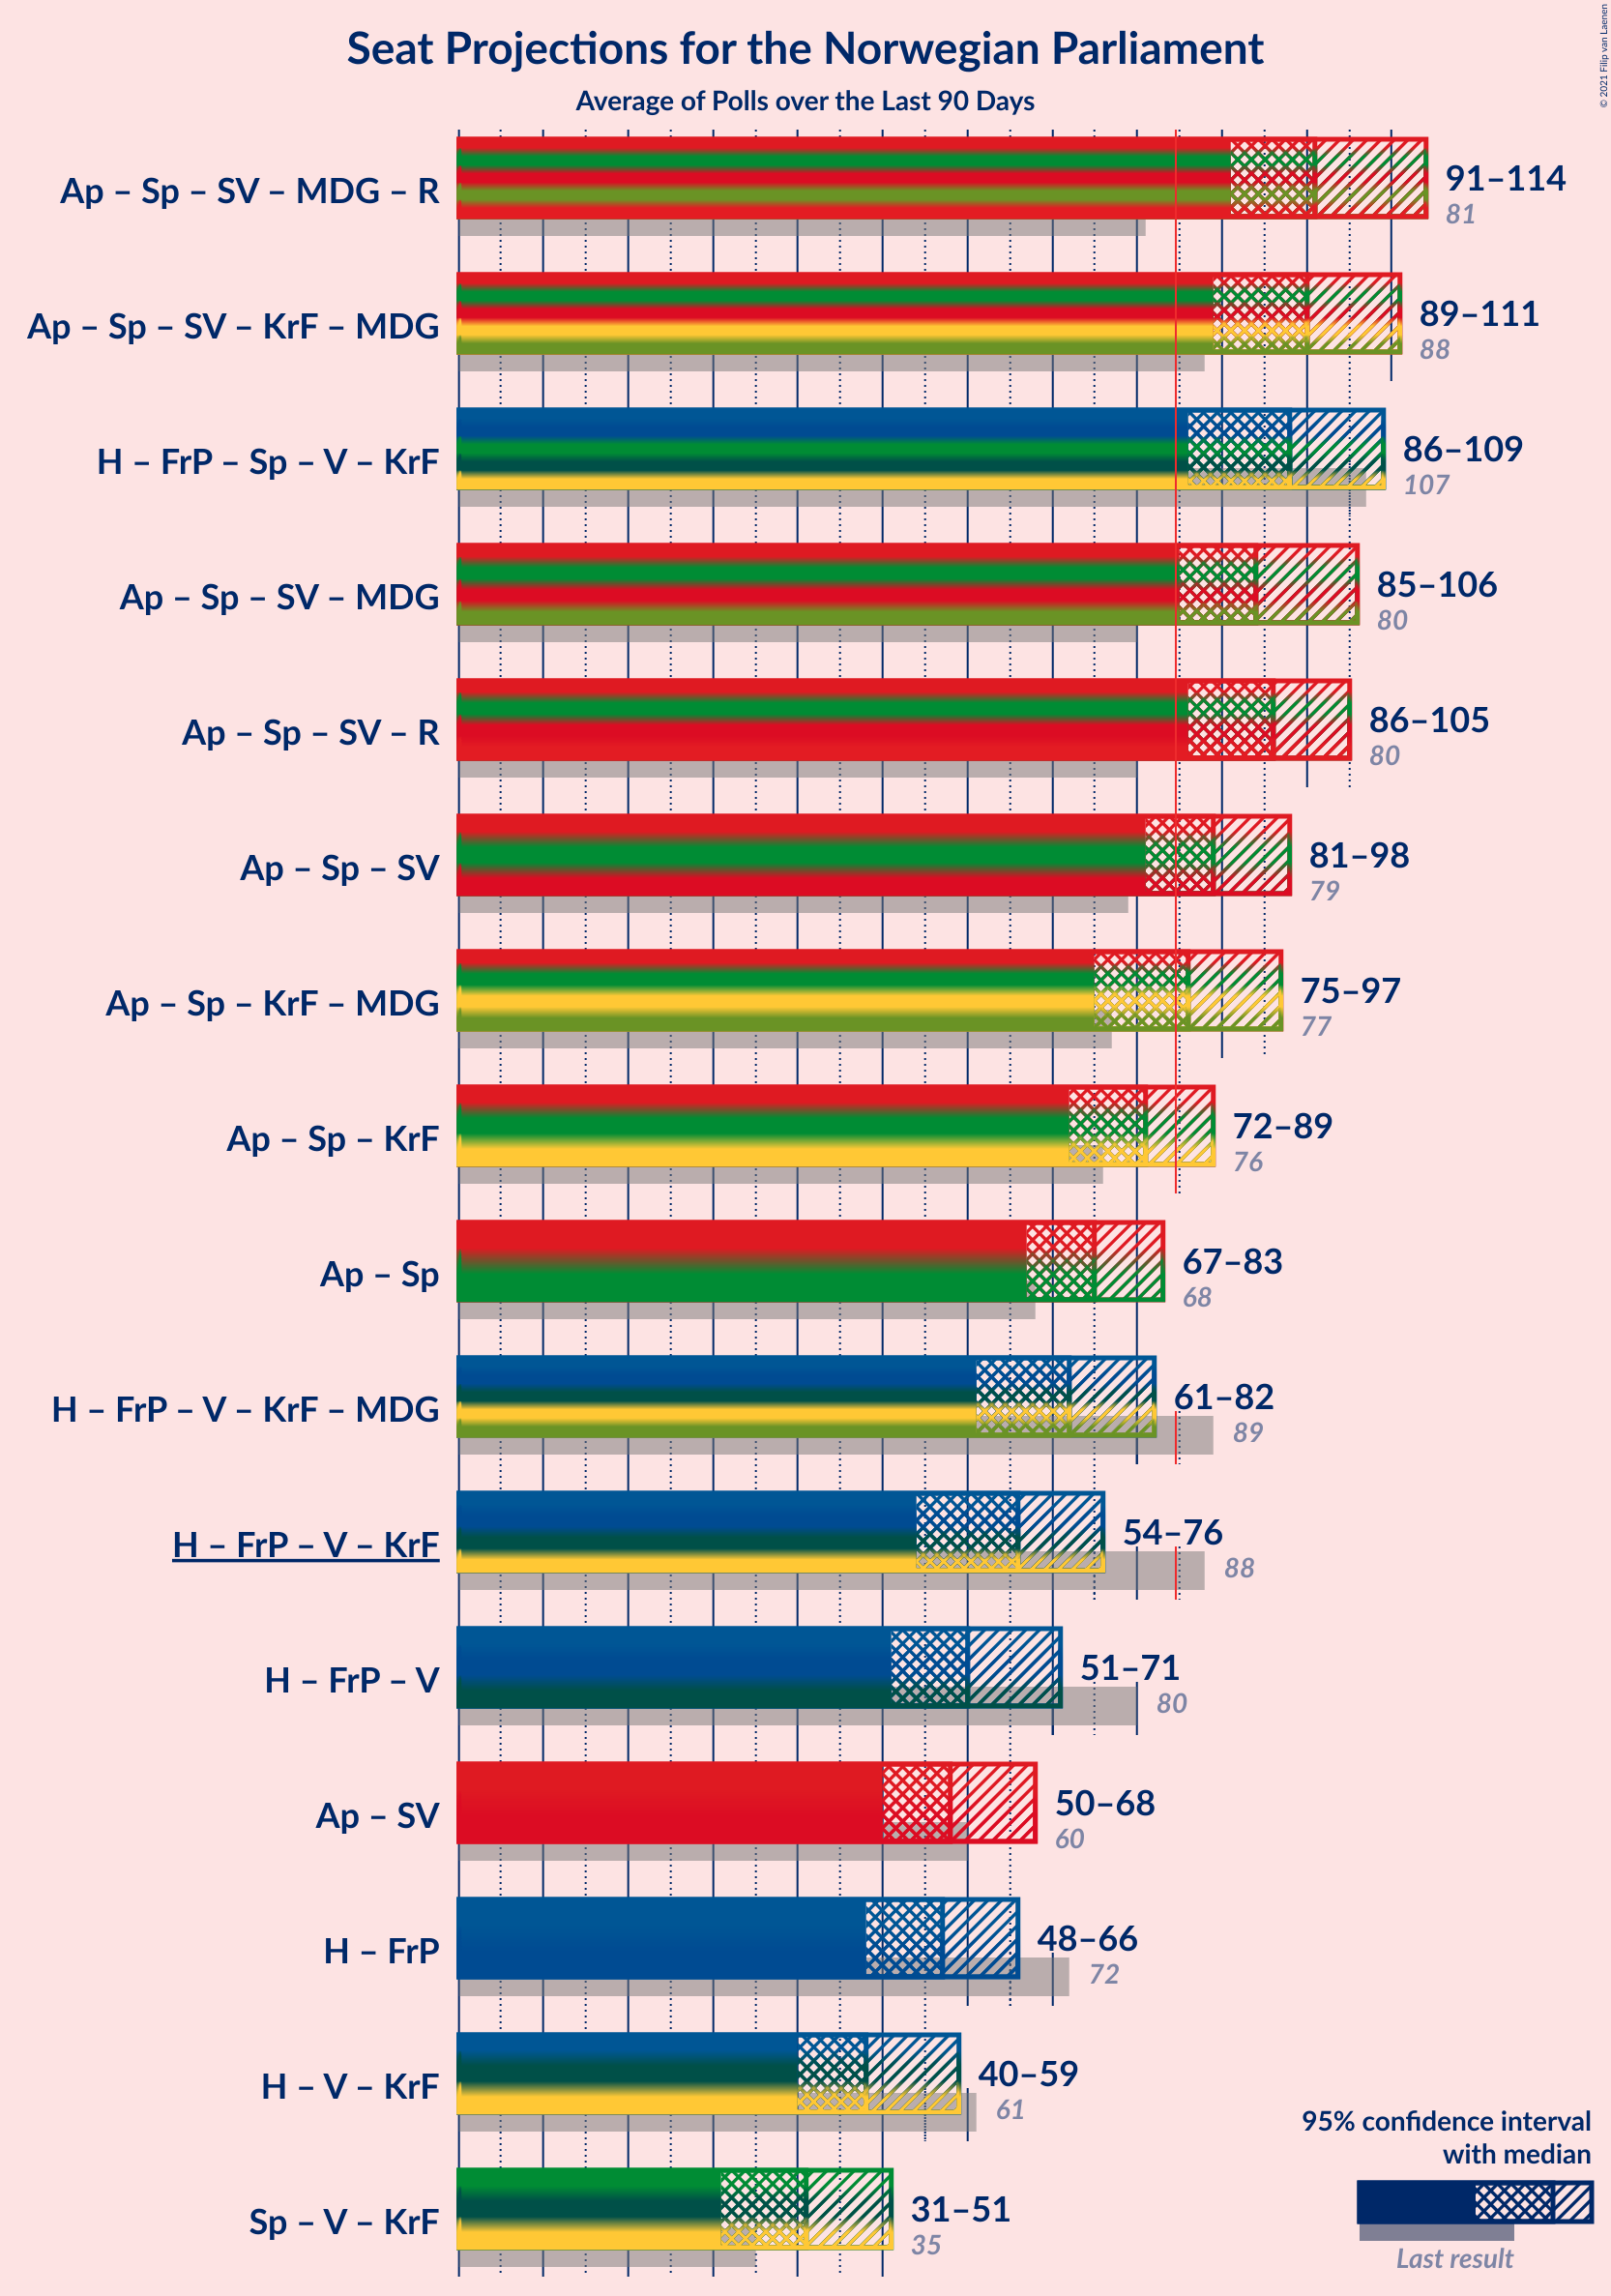 Seat Projections for the Norwegian Parliament
Average of Polls over the Last 90 Days
© 2021 Filip van Laenen
Ap – Sp – SV – MDG – R
91–114
81
Ap – Sp – SV – KrF – MDG
89–111
88
H – FrP – Sp – V – KrF
86–109
107
Ap – Sp – SV – MDG
85–106
80
Ap – Sp – SV – R
86–105
80
Ap – Sp – SV
81–98
79
Ap – Sp – KrF – MDG
75–97
77
Ap – Sp – KrF
72–89
76
Ap – Sp
67–83
68
H – FrP – V – KrF – MDG
61–82
89
H – FrP – V – KrF
54–76
88
H – FrP – V
51–71
80
Ap – SV
50–68
60
H – FrP
48–66
72
H – V – KrF
40–59
61
Sp – V – KrF
31–51
35
95% confidence interval
with median
Last result